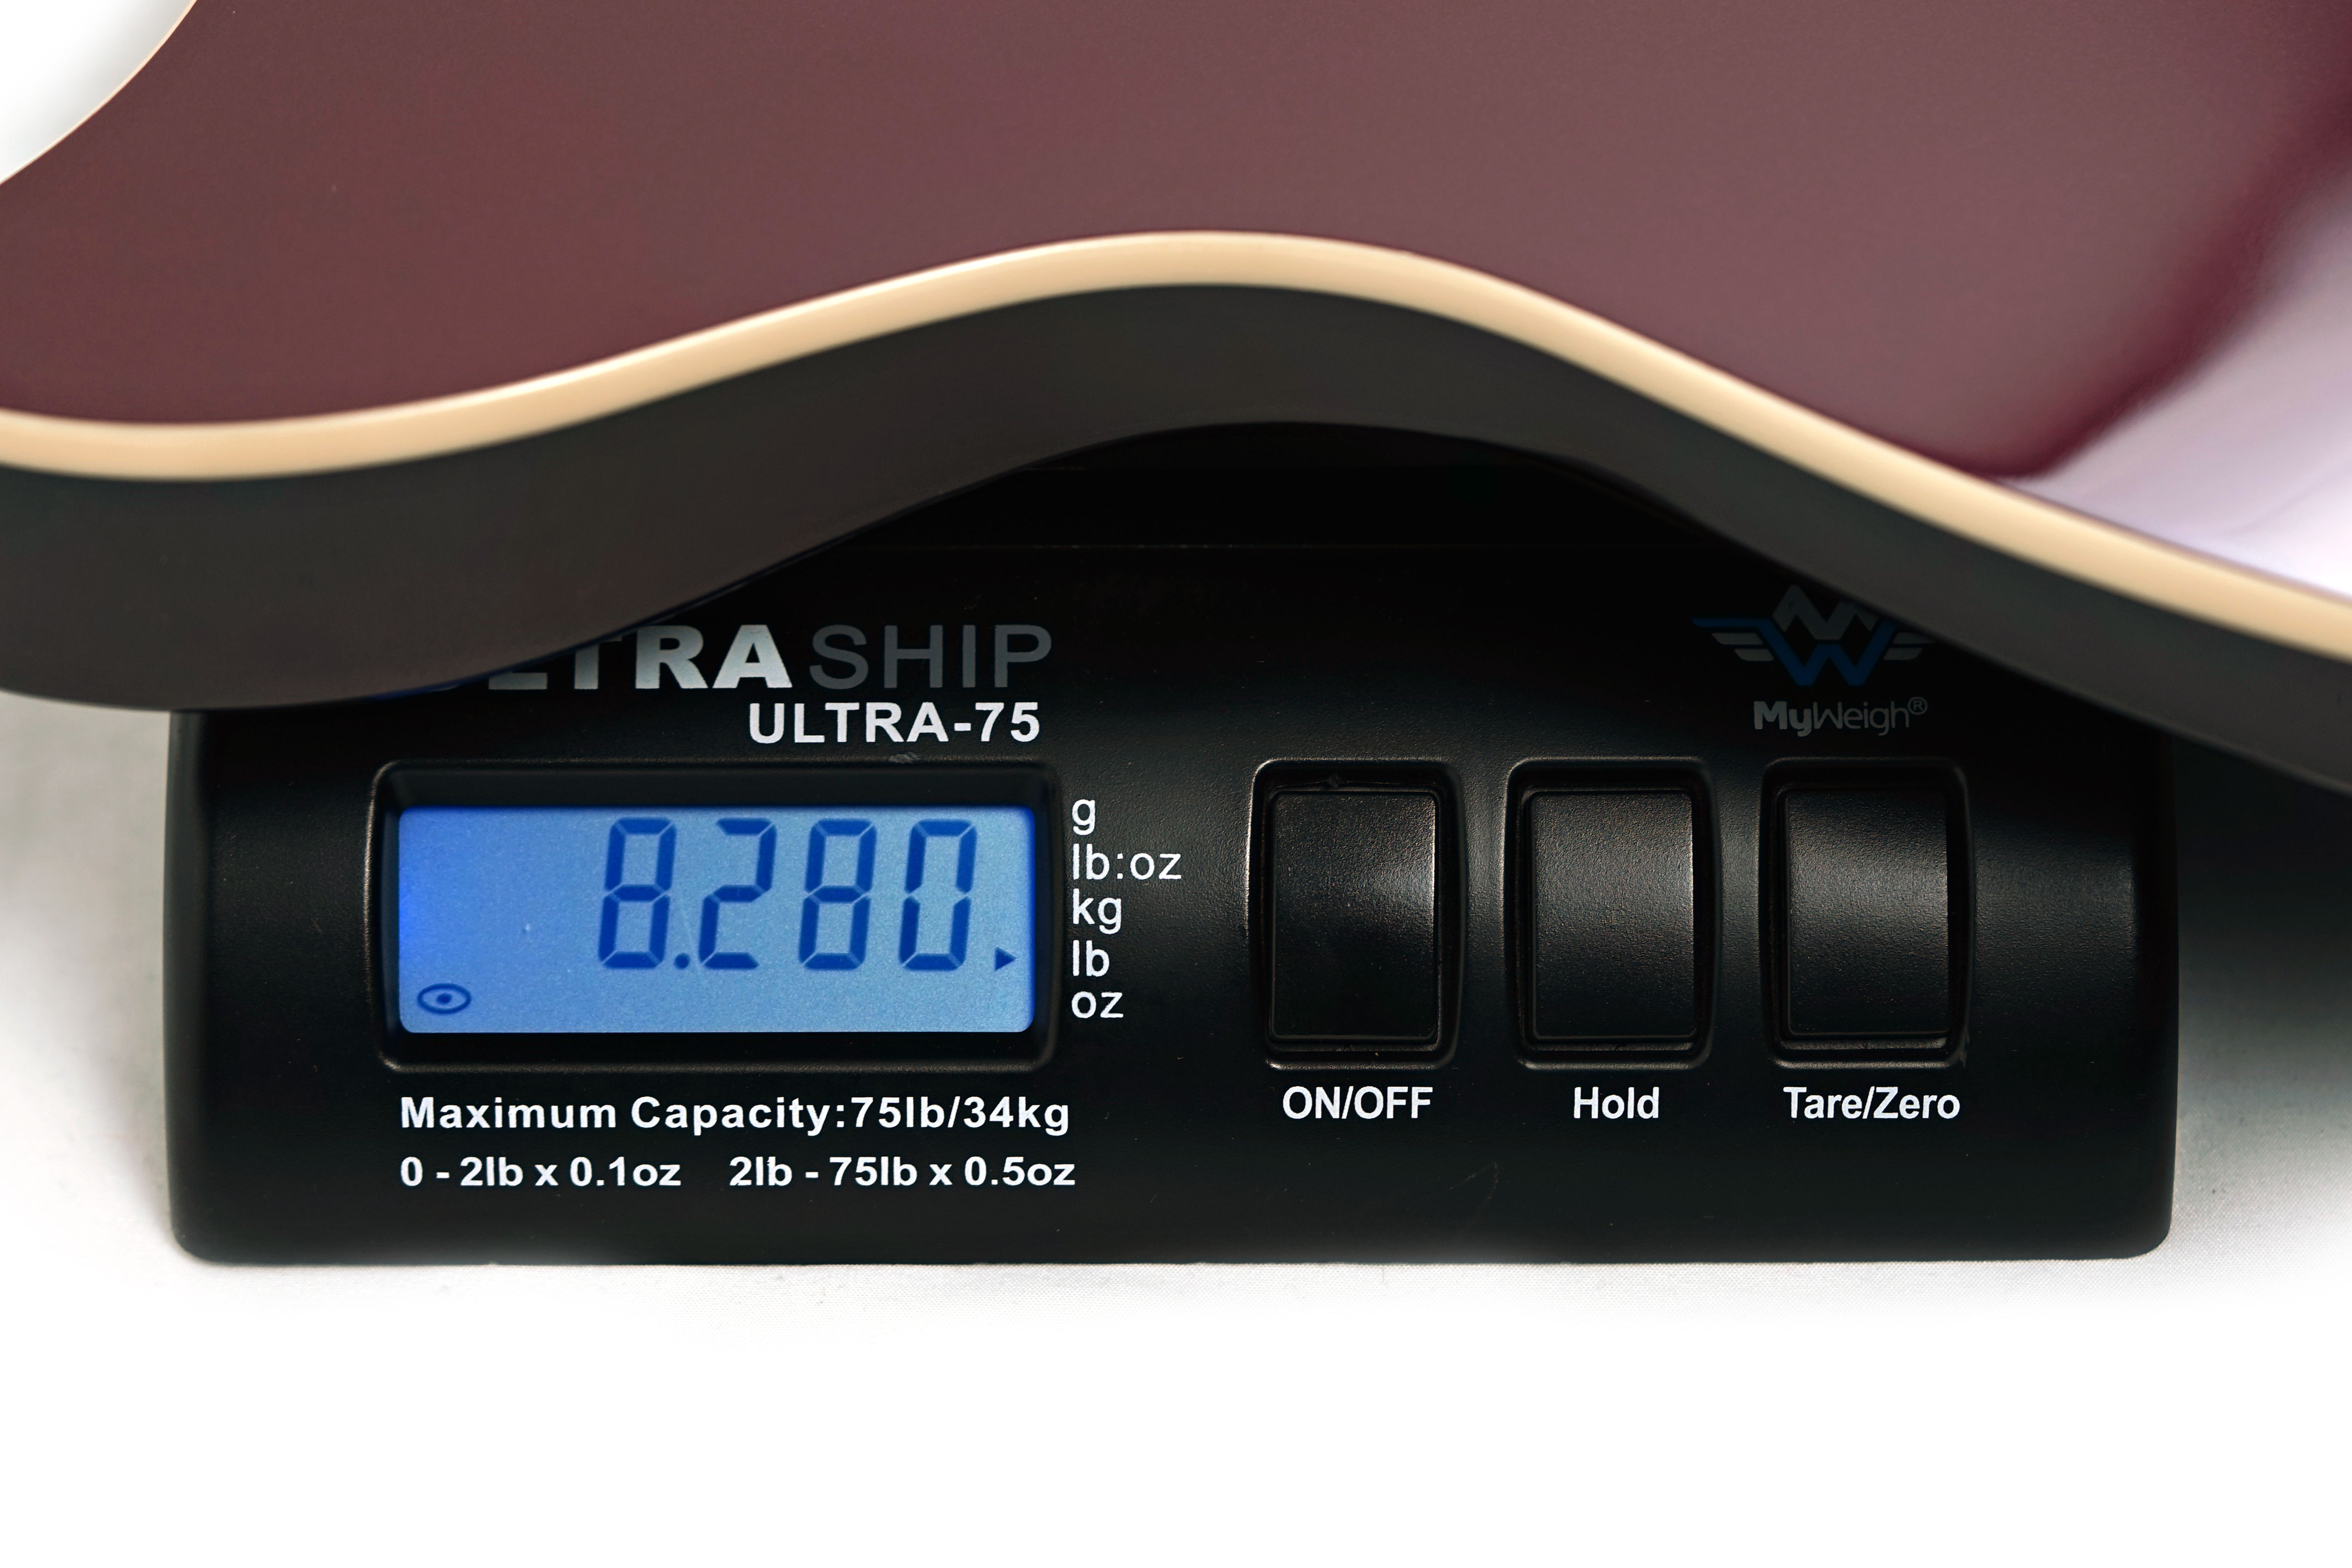 SHIP
ULTRA-75
MyWeigh®
8.280
g
lb:oz
kg
lb
oz
Maximum Capacity:75lb/34kg
0 - 2lb x 0.1oz 2lb - 75lb x 0.5oz
ON/OFF
Hold
Tare/Zero